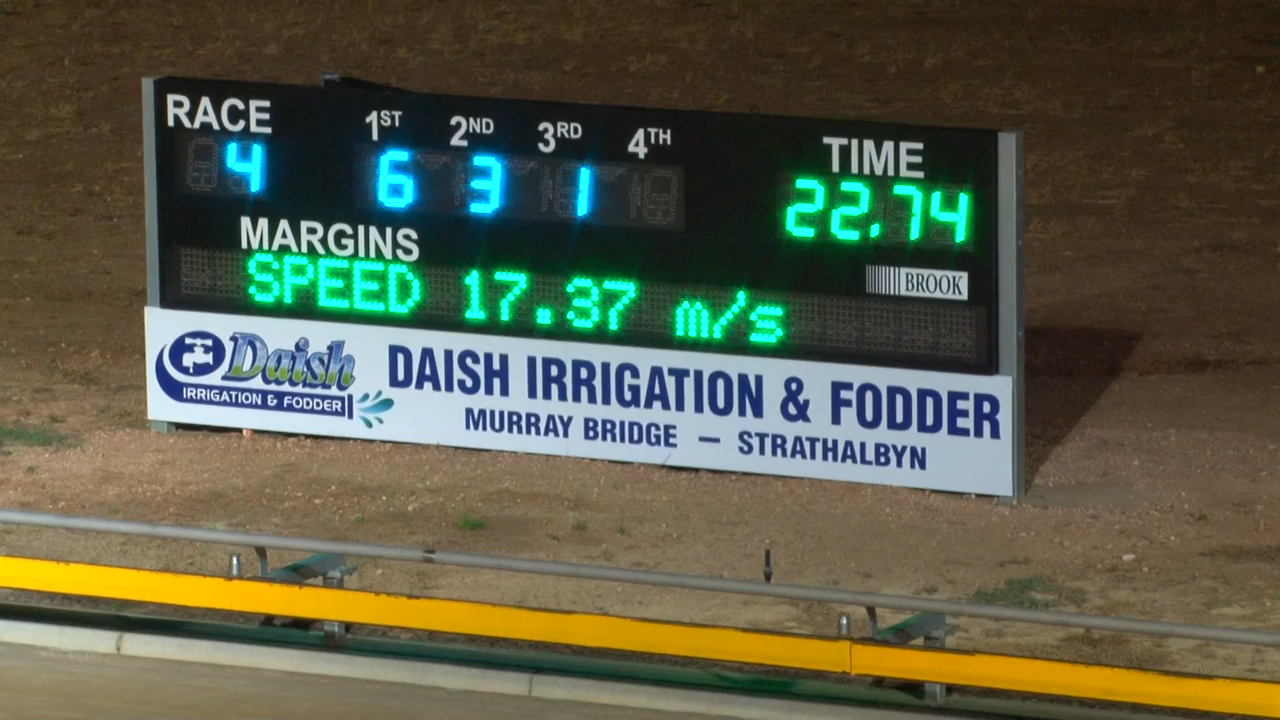 RACE 1ST 2ND 3RD 4TH TIME
4 6 3 1 22.74
MARGINS
SPEED 17.37 m/s
BROOK
Daish
IRRIGATION & FODDER
DAISH IRRIGATION & FODDER
MURRAY BRIDGE – STRATHALBYN